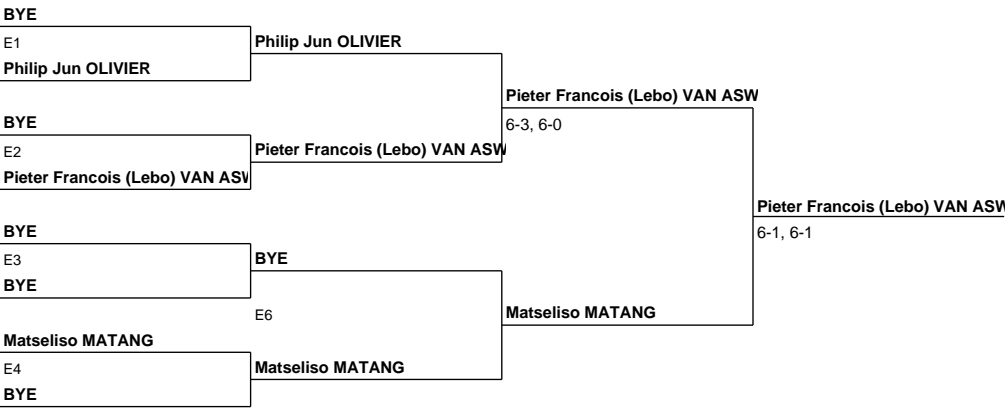 BYE
E1
Philip Jun OLIVIER
Philip Jun OLIVIER
BYE
E2
Pieter Francois (Lebo) VAN ASW
Pieter Francois (Lebo) VAN ASW
Pieter Francois (Lebo) VAN ASW
6-3, 6-0
BYE
E3
BYE
BYE
E6
Matseliso MATANG
E4
BYE
Matseliso MATANG
Matseliso MATANG
Pieter Francois (Lebo) VAN ASW
6-1, 6-1